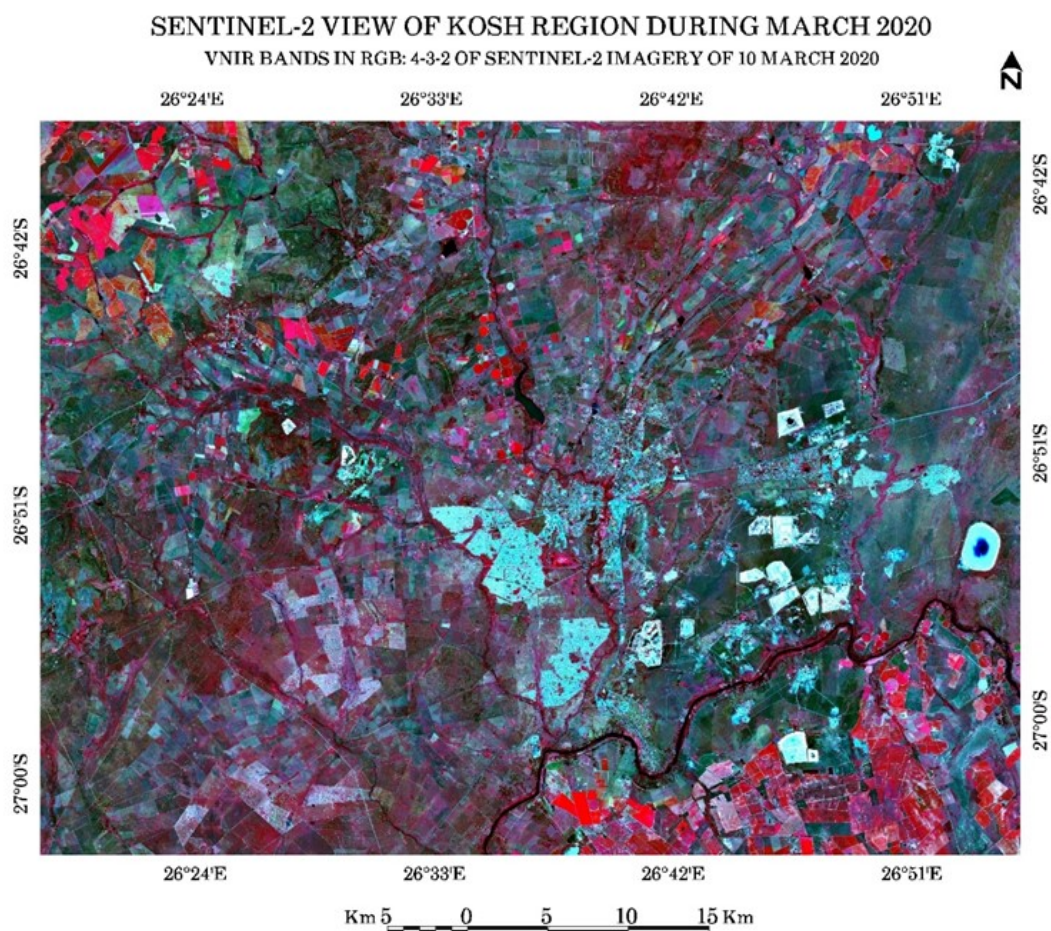 SENTINEL-2 VIEW OF KOSH REGION DURING MARCH 2020
VNIR BANDS IN RGB: 4-3-2 OF SENTINEL-2 IMAGERY OF 10 MARCH 2020
N
26°24'E 26°33'E 26°42'E 26°51'E
26°42'S
26°42'S
26°51'S
26°51'S
27°00'S
27°00'S
26°24'E 26°33'E 26°42'E 26°51'E
Km 5 0 5 10 15 Km